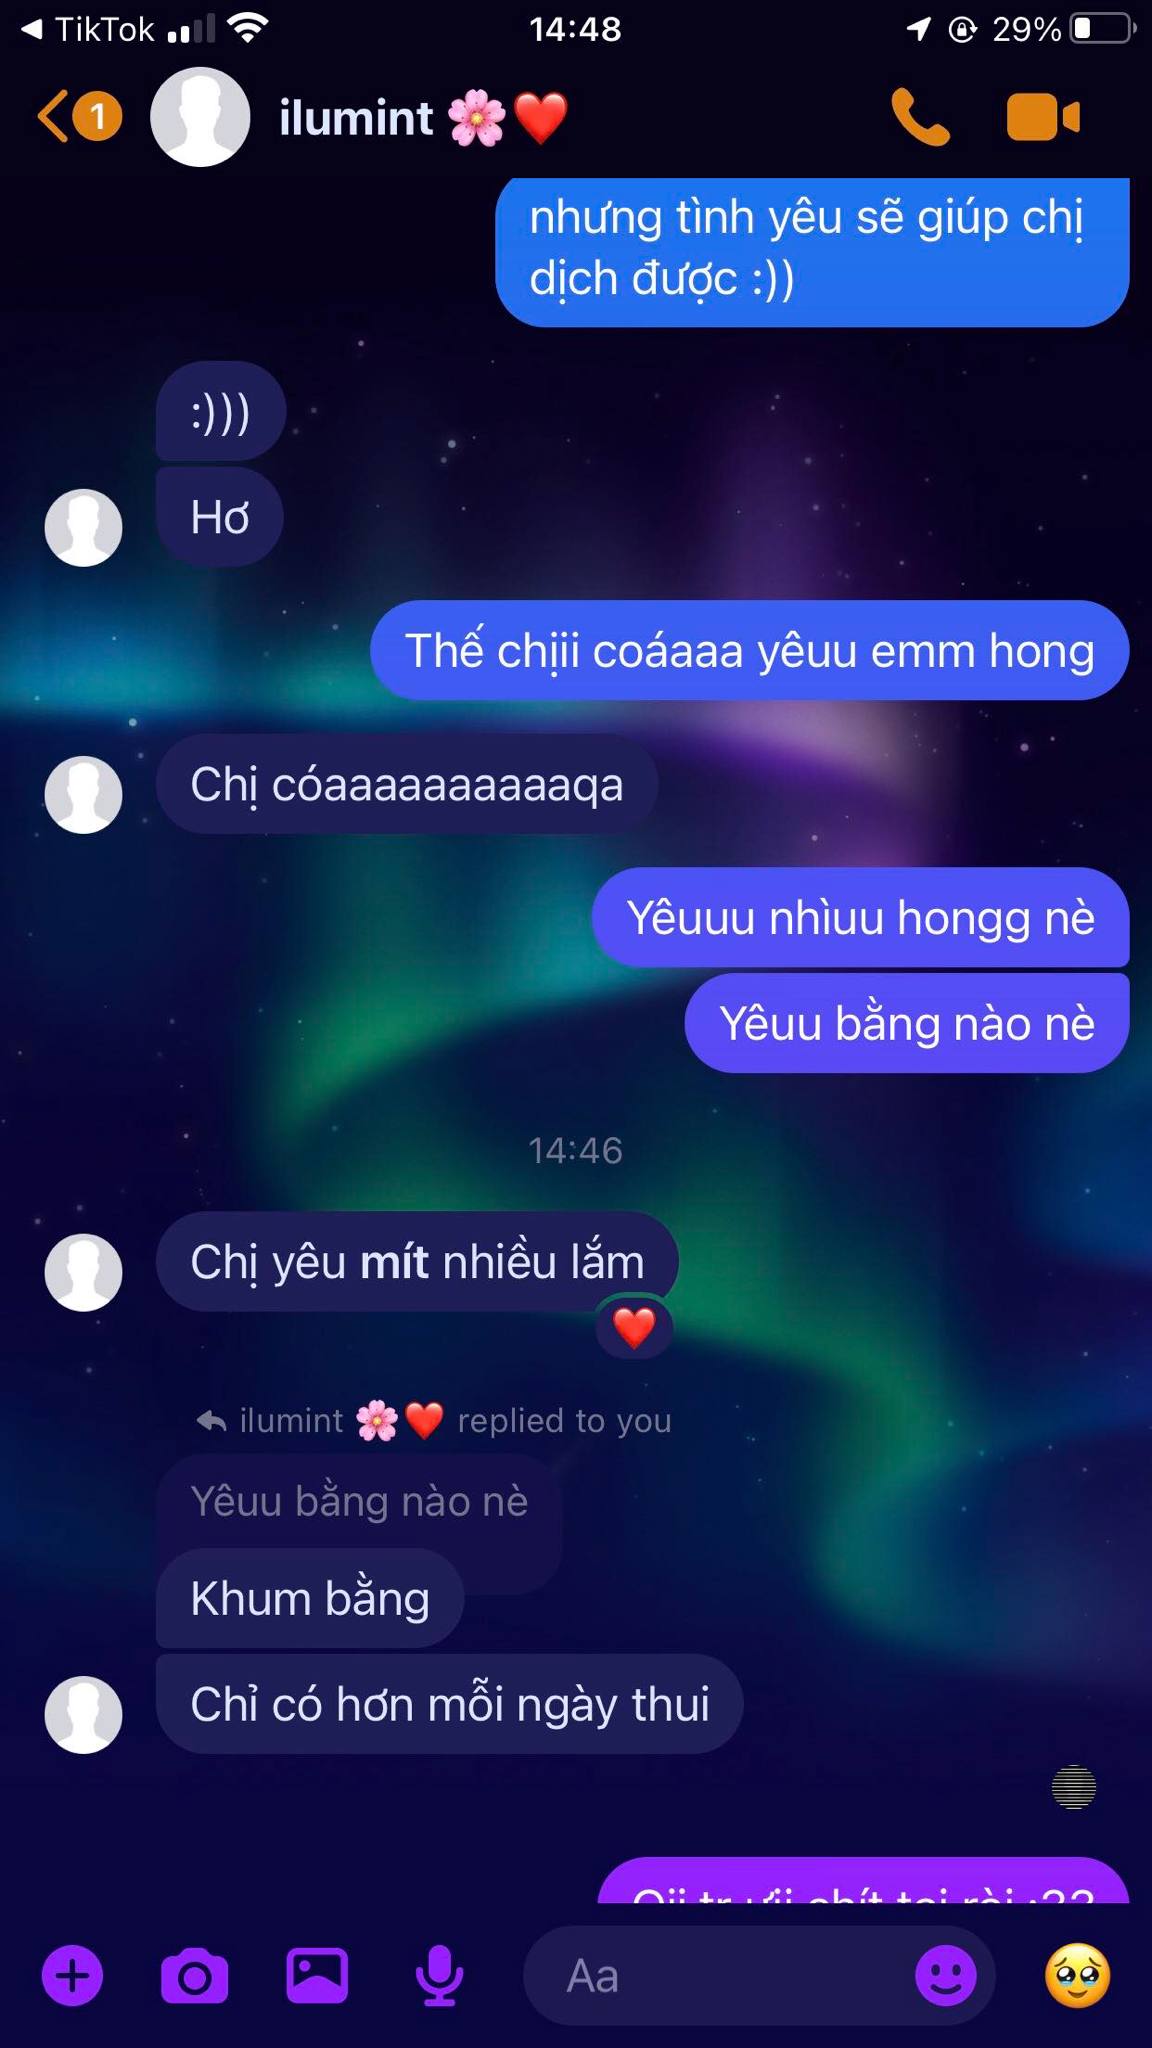 TikTok
14:48
29%
1
ilumint 🌸❤️
nhưng tình yêu sẽ giúp chị
dịch được :))
:)))
Hơ
Thế chịii coáaaa yêuu emm hong
Chị cóaaaaaaaaaaaqa
Yêuuu nhìuu hongg nè
Yêuu bằng nào nè
14:46
Chị yêu mít nhiều lắm
❤️
ilumint 🌸❤️ replied to you
Yêuu bằng nào nè
Khum bằng
Chỉ có hơn mỗi ngày thui
Aa